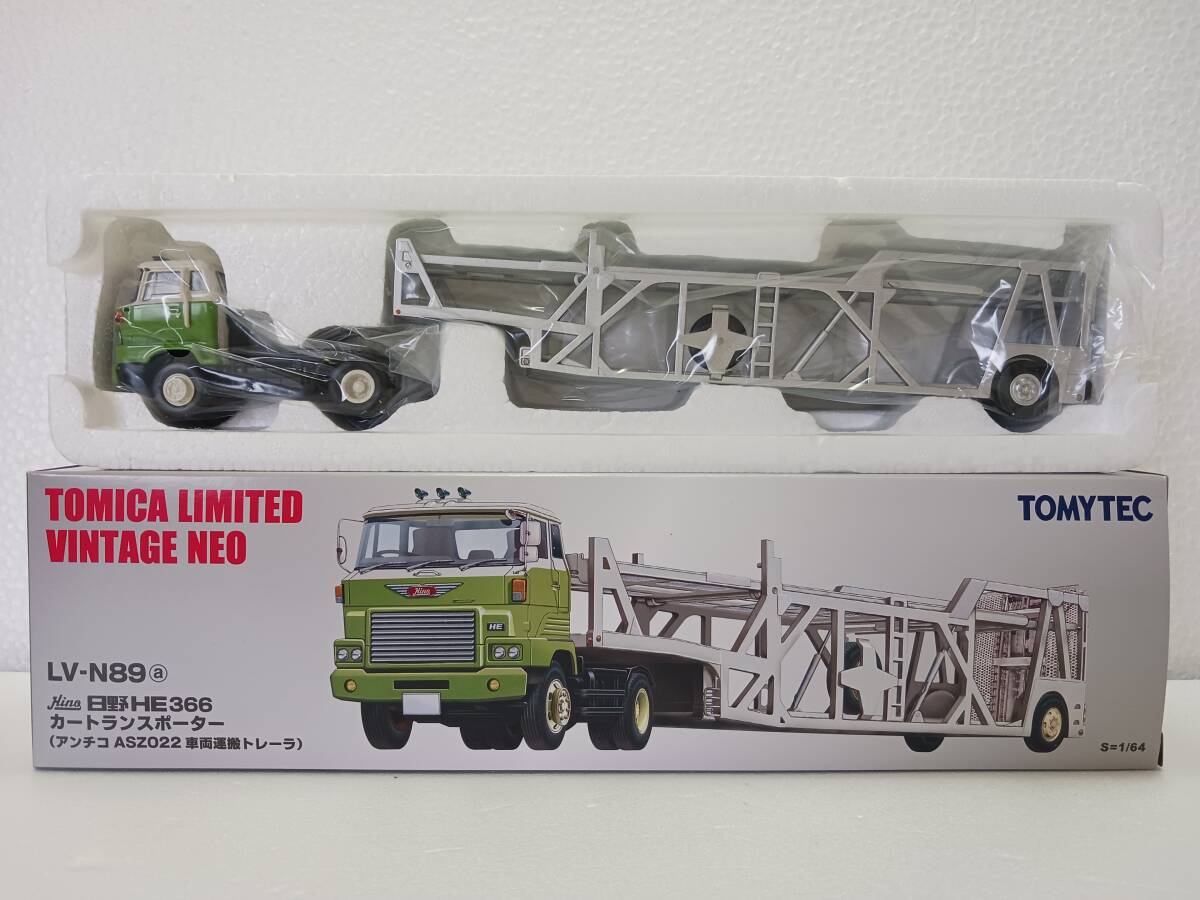 TOMICA LIMITED
VINTAGE NEO
TOMYTEC
LV-N89ⓐ
Hino 日野HE366
カートランスポーター
(アンチコ ASZ022 車両運搬トレーラ)
Hino
HE
S=1/64